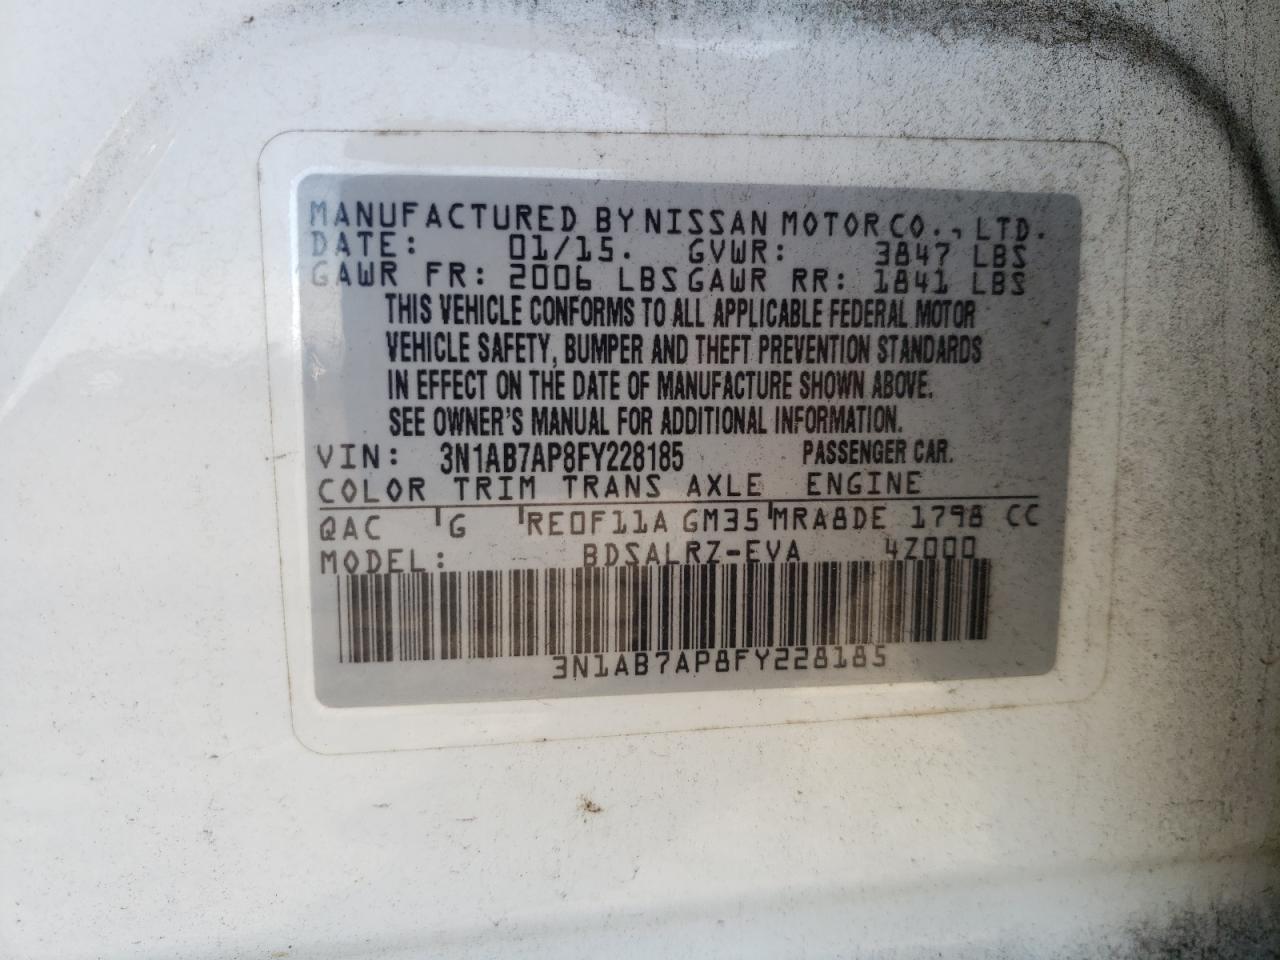 MANUFACTURED BY NISSAN MOTOR CO., LTD.
DATE: 01/15. GVWR: 3847 LBS
GAWR FR: 2006 LBS GAWR RR: 1841 LBS
THIS VEHICLE CONFORMS TO ALL APPLICABLE FEDERAL MOTOR
VEHICLE SAFETY, BUMPER AND THEFT PREVENTION STANDARDS
IN EFFECT ON THE DATE OF MANUFACTURE SHOWN ABOVE.
SEE OWNER'S MANUAL FOR ADDITIONAL INFORMATION.
VIN: 3N1AB7AP8FY228185 PASSENGER CAR.
COLOR TRIM TRANS AXLE ENGINE
QAC G RE0F11A GM35 MRA8DE 1798 CC
MODEL: BDSALRZ-EVA 4Z000
3N1AB7AP8FY228185